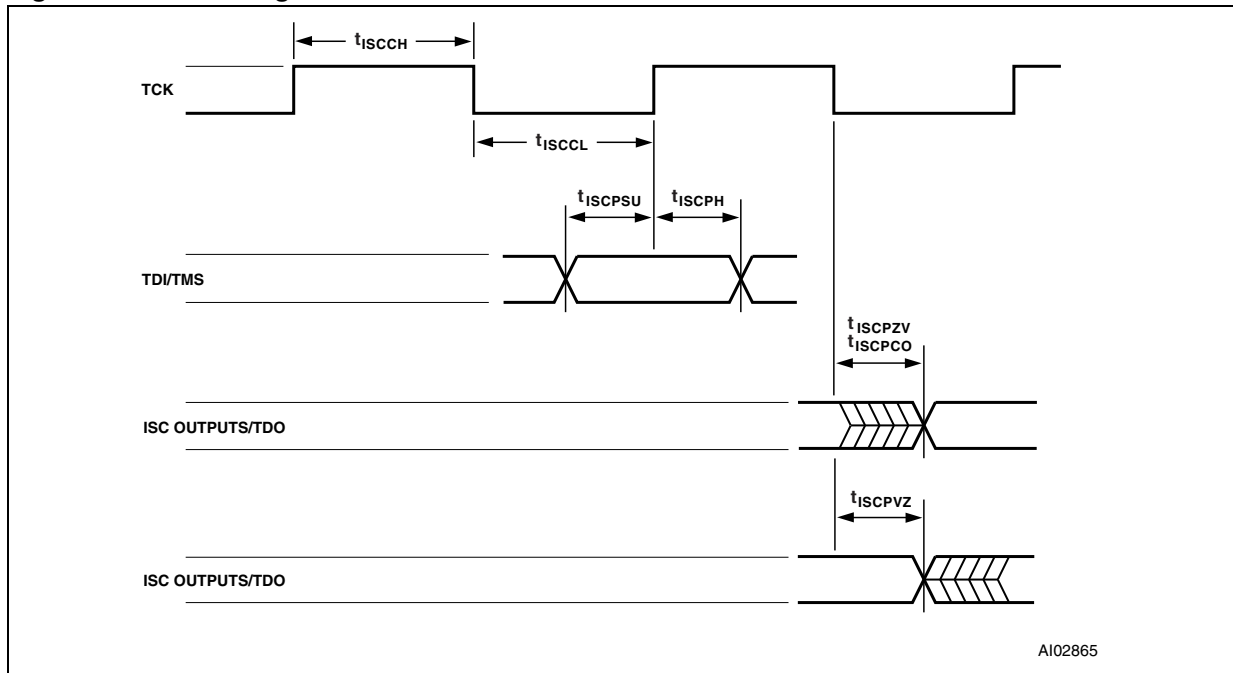 tISCCH
TCK
tISCCL
tISCPSU
tISCPH
TDI/TMS
tISCPZV
tISCPCO
ISC OUTPUTS/TDO
tISCPVZ
ISC OUTPUTS/TDO
AI02865